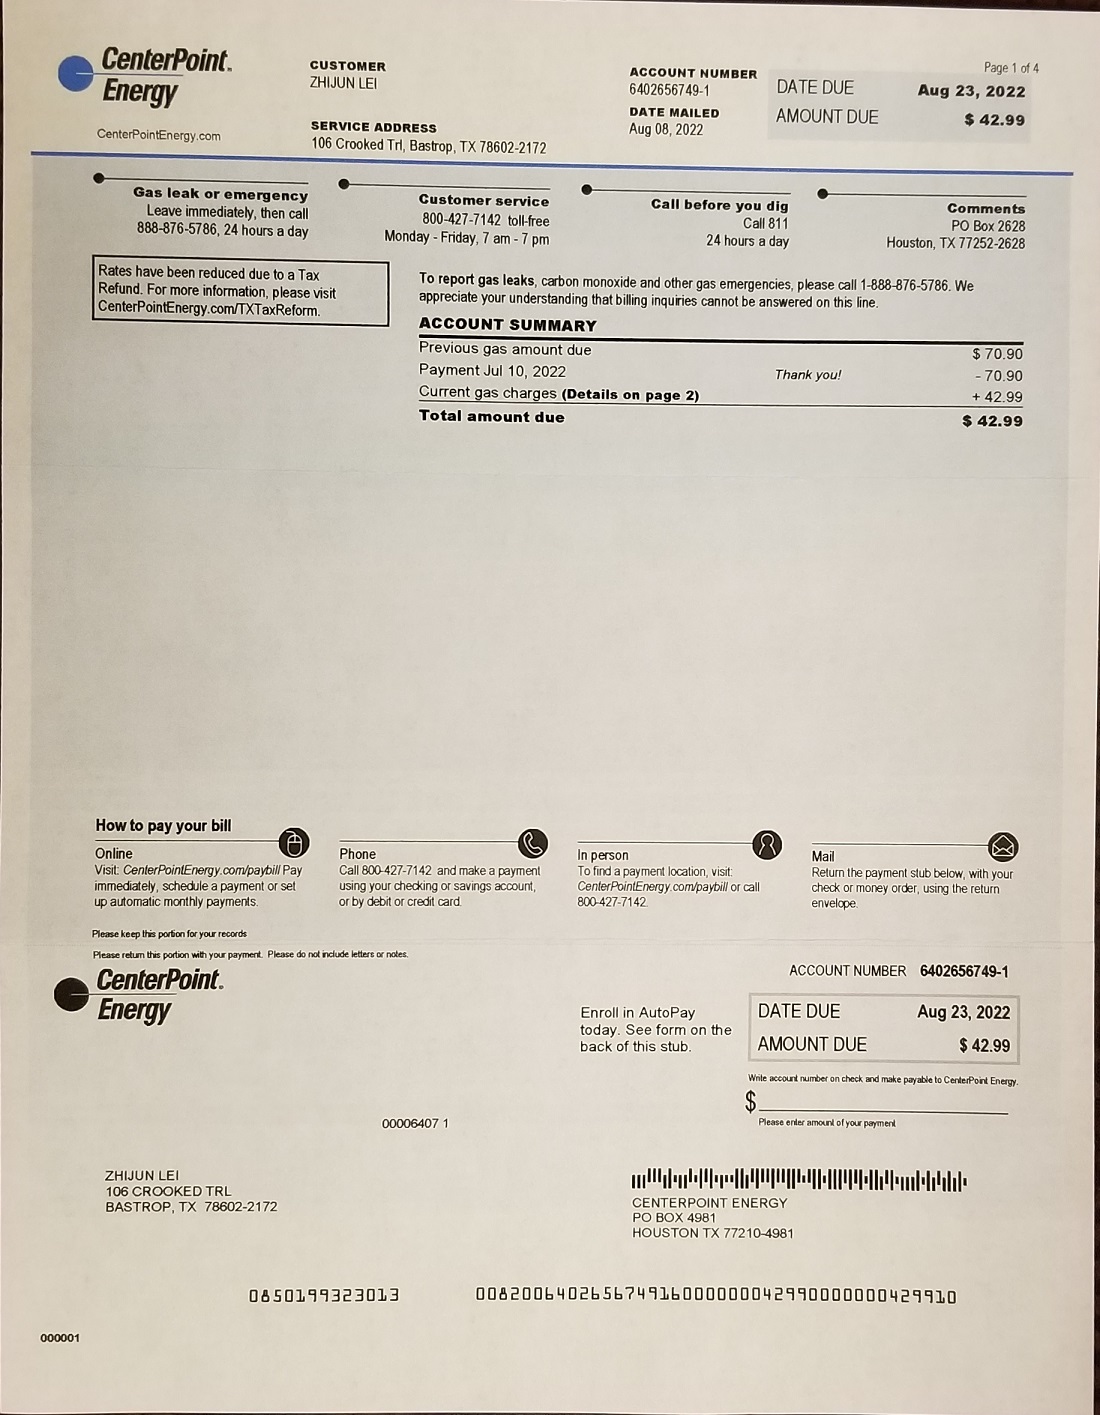 CenterPoint.
Energy
CenterPointEnergy.com
CUSTOMER
ZHIJUN LEI
SERVICE ADDRESS
106 Crooked Trl, Bastrop, TX 78602-2172
ACCOUNT NUMBER
6402656749-1
DATE MAILED
Aug 08, 2022
Page 1 of 4
DATE DUE Aug 23, 2022
AMOUNT DUE $ 42.99
Gas leak or emergency
Leave immediately, then call
888-876-5786, 24 hours a day
Customer service
800-427-7142 toll-free
Monday - Friday, 7 am - 7 pm
Call before you dig
Call 811
24 hours a day
Comments
PO Box 2628
Houston, TX 77252-2628
Rates have been reduced due to a Tax
Refund. For more information, please visit
CenterPointEnergy.com/TXTaxReform.
To report gas leaks, carbon monoxide and other gas emergencies, please call 1-888-876-5786. We
appreciate your understanding that billing inquiries cannot be answered on this line.
ACCOUNT SUMMARY
Previous gas amount due $ 70.90
Payment Jul 10, 2022 Thank you! - 70.90
Current gas charges (Details on page 2) + 42.99
Total amount due $ 42.99
How to pay your bill
Online
Visit: CenterPointEnergy.com/paybill Pay
immediately, schedule a payment or set
up automatic monthly payments.
Phone
Call 800-427-7142 and make a payment
using your checking or savings account,
or by debit or credit card.
In person
To find a payment location, visit:
CenterPointEnergy.com/paybill or call
800-427-7142.
Mail
Return the payment stub below, with your
check or money order, using the return
envelope.
Please keep this portion for your records
Please return this portion with your payment. Please do not include letters or notes.
CenterPoint.
Energy
Enroll in AutoPay
today. See form on the
back of this stub.
ACCOUNT NUMBER 6402656749-1
DATE DUE Aug 23, 2022
AMOUNT DUE $ 42.99
Write account number on check and make payable to CenterPoint Energy.
$
Please enter amount of your payment
00006407 1
ZHIJUN LEI
106 CROOKED TRL
BASTROP, TX 78602-2172
CENTERPOINT ENERGY
PO BOX 4981
HOUSTON TX 77210-4981
0850199323013 008200640265674916000000042990000000429910
000001